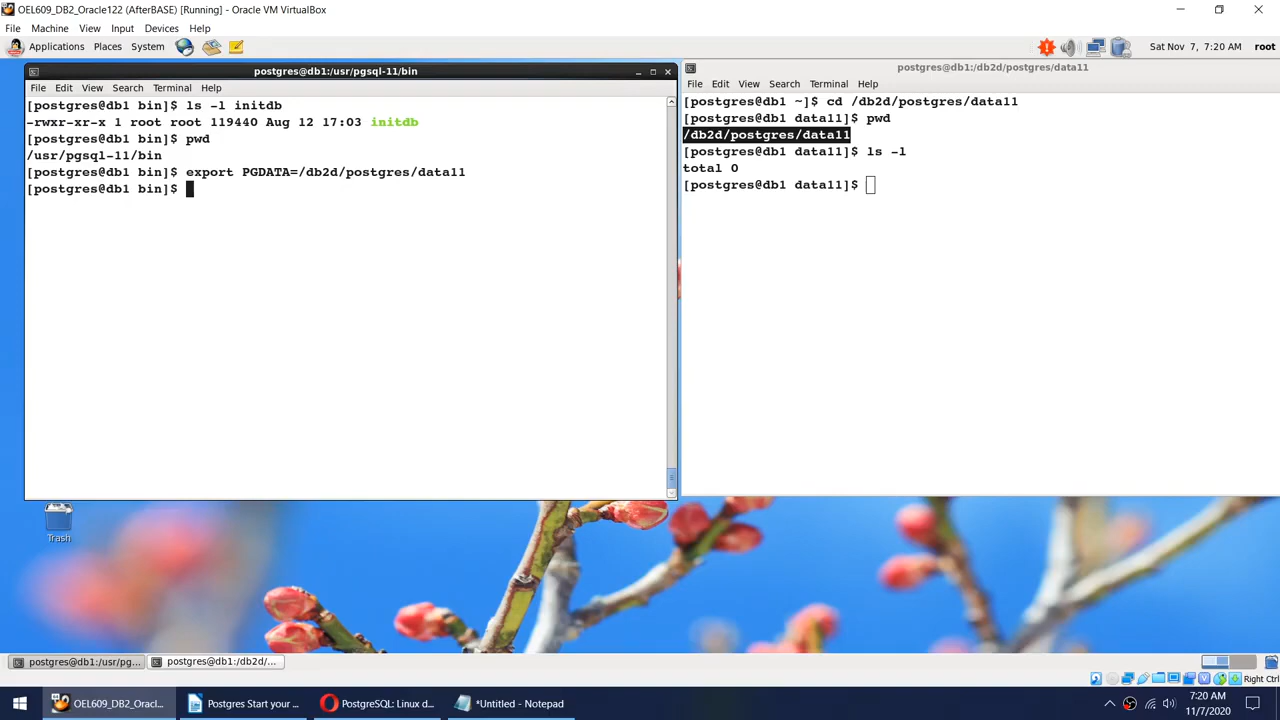 OEL609_DB2_Oracle122 (AfterBASE) [Running] - Oracle VM VirtualBox
File Machine View Input Devices Help
Applications Places System Sat Nov 7, 7:20 AM root
postgres@db1:/usr/pgsql-11/bin
File Edit View Search Terminal Help
[postgres@db1 bin]$ ls -l initdb
-rwxr-xr-x 1 root root 119440 Aug 12 17:03 initdb
[postgres@db1 bin]$ pwd
/usr/pgsql-11/bin
[postgres@db1 bin]$ export PGDATA=/db2d/postgres/data11
[postgres@db1 bin]$
postgres@db1:/db2d/postgres/data11
File Edit View Search Terminal Help
[postgres@db1 ~]$ cd /db2d/postgres/data11
[postgres@db1 data11]$ pwd
/db2d/postgres/data11
[postgres@db1 data11]$ ls -l
total 0
[postgres@db1 data11]$
Trash
postgres@db1:/usr/pg... postgres@db1:/db2d/...
Right Ctrl
OEL609_DB2_Oracl... Postgres Start your ... PostgreSQL: Linux d... *Untitled - Notepad
7:20 AM
11/7/2020